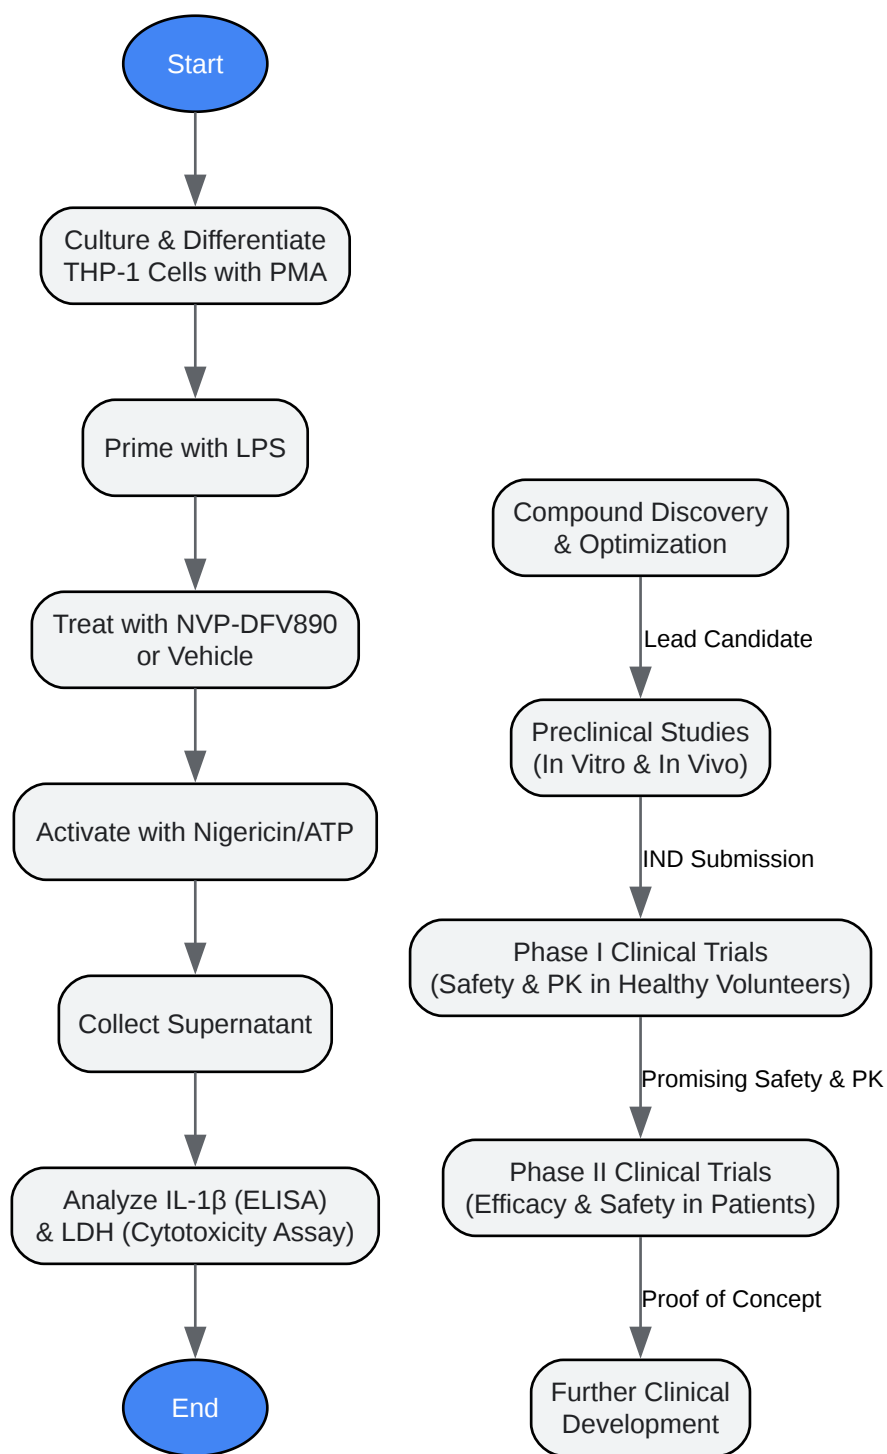 Start
Culture & Differentiate
THP-1 Cells with PMA
Prime with LPS
Treat with NVP-DFV890
or Vehicle
Activate with Nigericin/ATP
Collect Supernatant
Analyze IL-1β (ELISA)
& LDH (Cytotoxicity Assay)
End
Compound Discovery
& Optimization
Lead Candidate
Preclinical Studies
(In Vitro & In Vivo)
IND Submission
Phase I Clinical Trials
(Safety & PK in Healthy Volunteers)
Promising Safety & PK
Phase II Clinical Trials
(Efficacy & Safety in Patients)
Proof of Concept
Further Clinical
Development